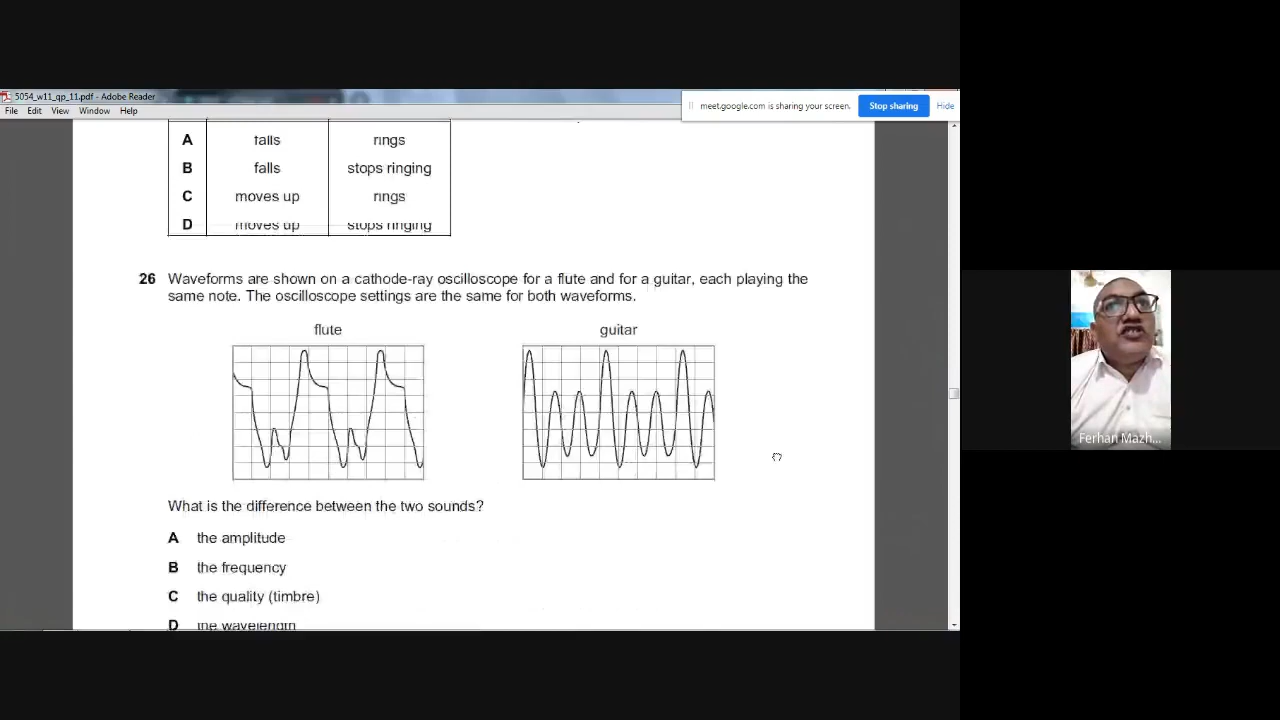 5054_w11_qp_11.pdf - Adobe Reader
File Edit View Window Help
meet.google.com is sharing your screen. Stop sharing Hide
A falls rings
B falls stops ringing
C moves up rings
D moves up stops ringing
26 Waveforms are shown on a cathode-ray oscilloscope for a flute and for a guitar, each playing the
same note. The oscilloscope settings are the same for both waveforms.
flute guitar
What is the difference between the two sounds?
A the amplitude
B the frequency
C the quality (timbre)
D the wavelength
Ferhan Mazh...